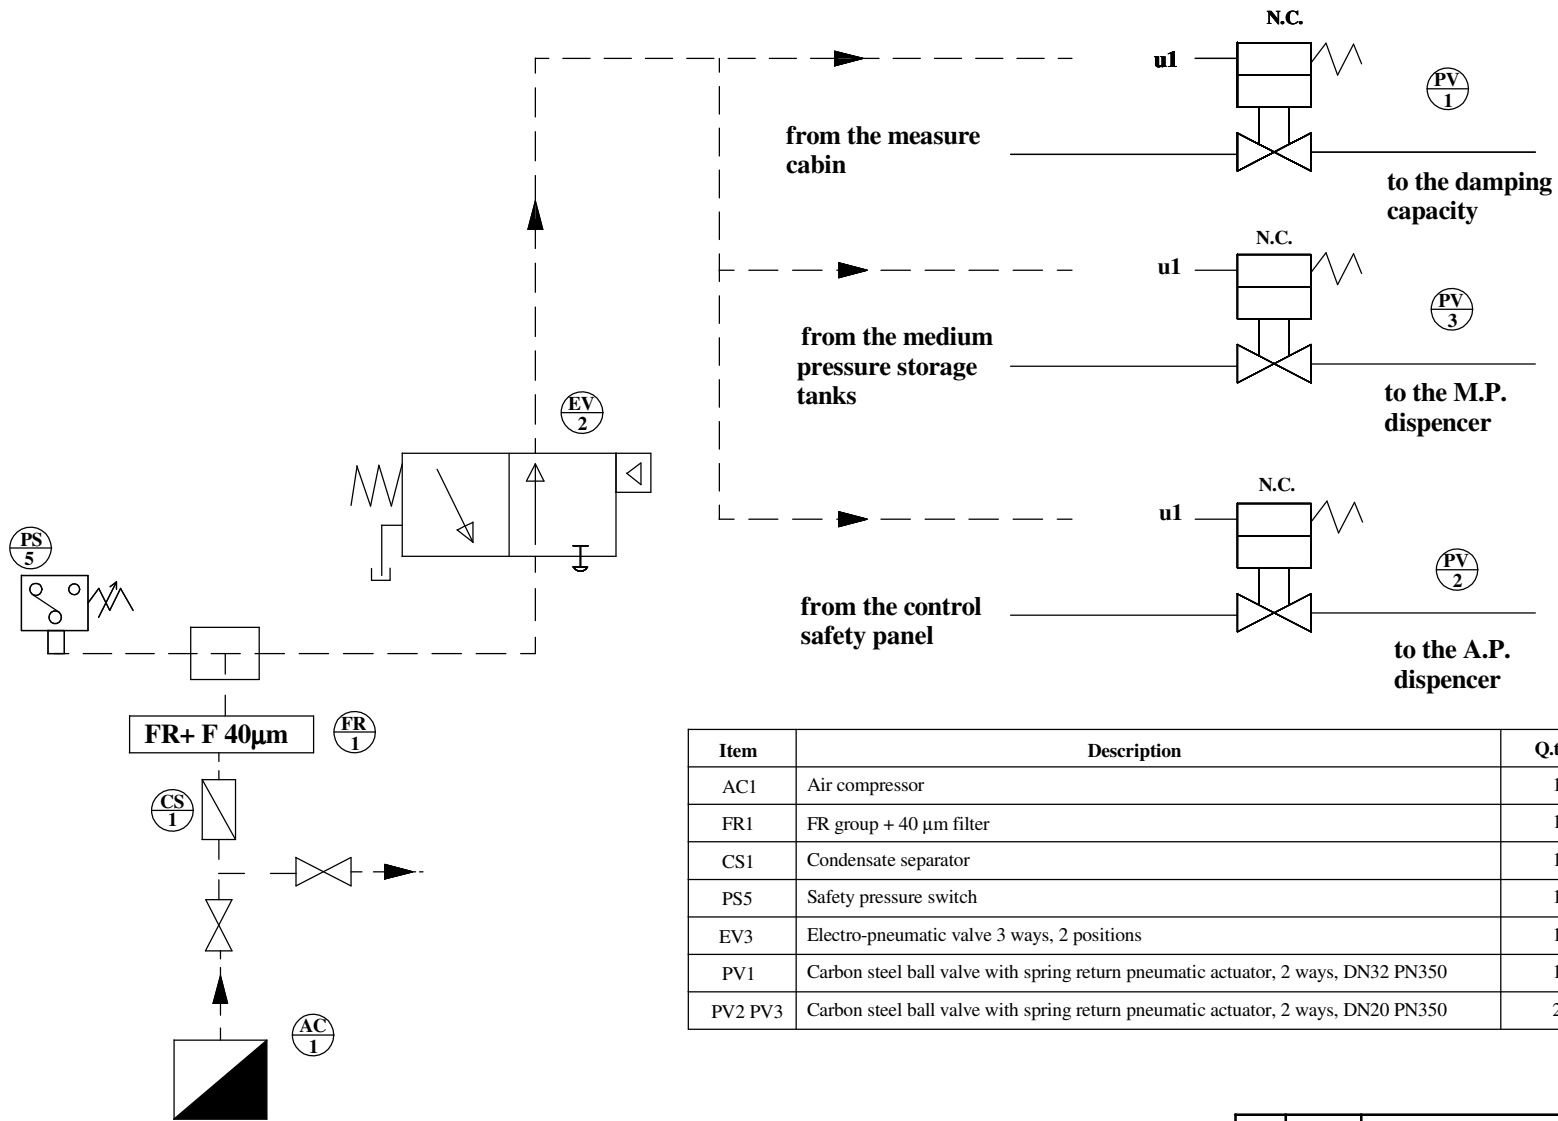 N.C.
u1
PV
1
from the measure
cabin
to the damping
capacity
N.C.
u1
PV
3
from the medium
pressure storage
tanks
to the M.P.
dispencer
EV
2
N.C.
u1
PV
2
PS
5
from the control
safety panel
to the A.P.
dispencer
FR+ F 40μm
FR
1
CS
1
AC
1
Item Description Q.t
AC1 Air compressor 1
FR1 FR group + 40 μm filter 1
CS1 Condensate separator 1
PS5 Safety pressure switch 1
EV3 Electro-pneumatic valve 3 ways, 2 positions 1
PV1 Carbon steel ball valve with spring return pneumatic actuator, 2 ways, DN32 PN350 1
PV2 PV3 Carbon steel ball valve with spring return pneumatic actuator, 2 ways, DN20 PN350 2